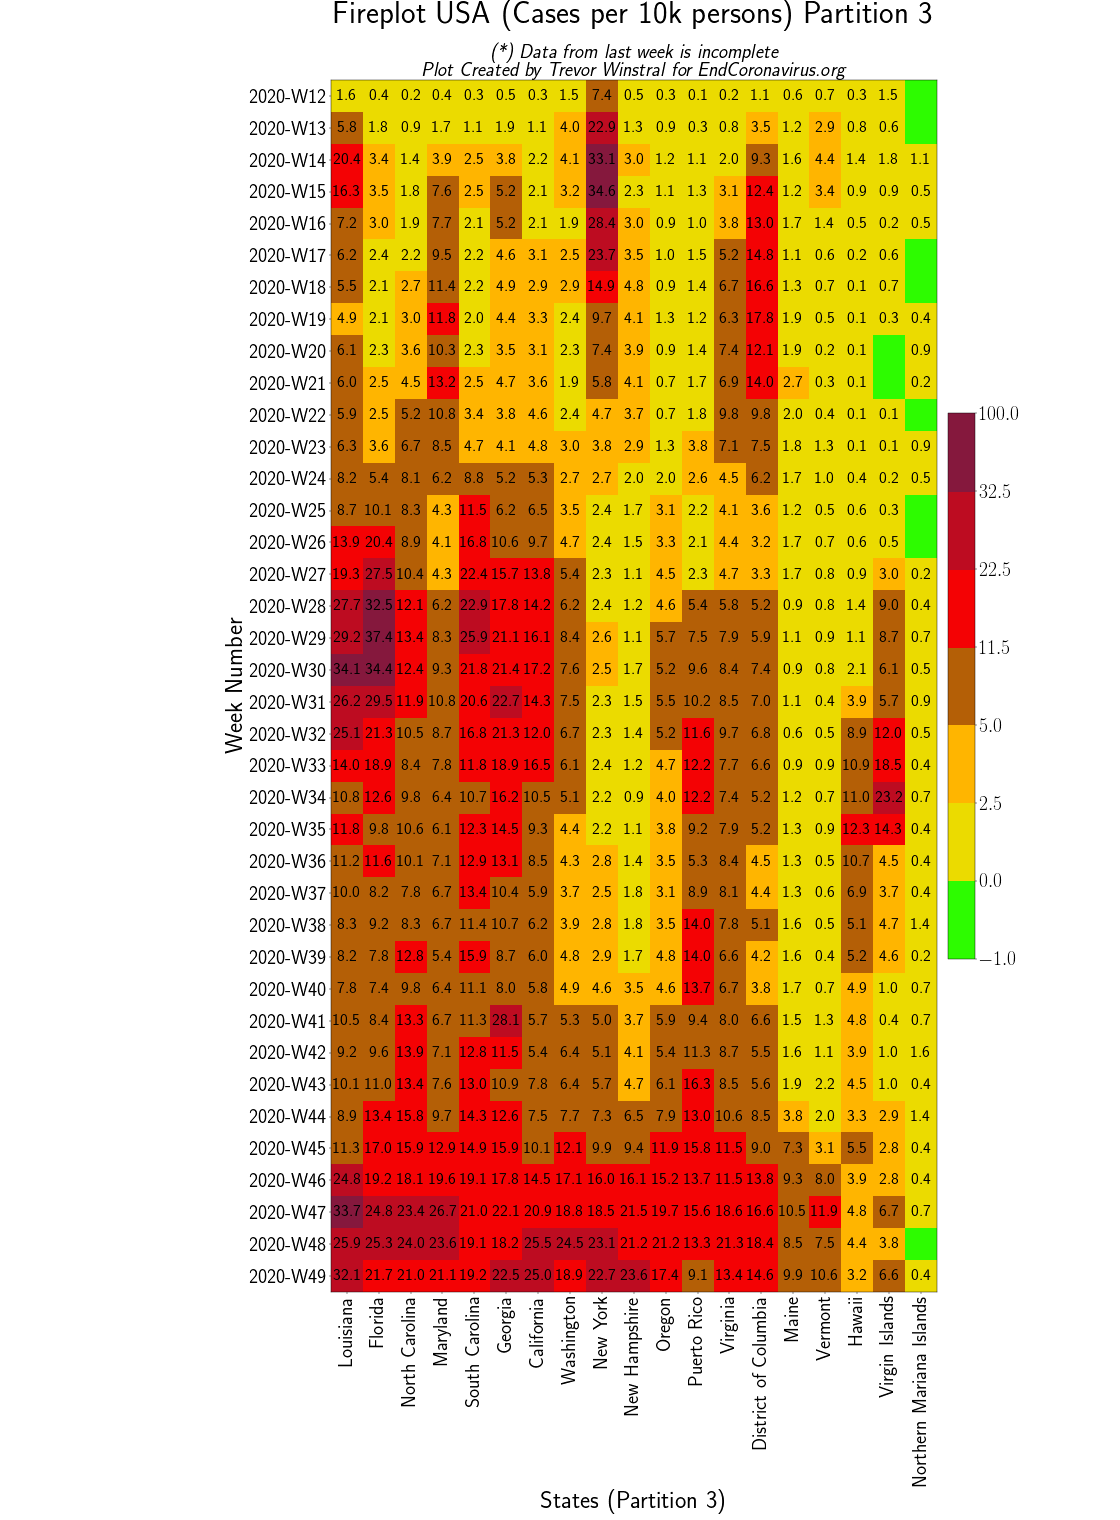 Fireplot USA (Cases per 10k persons) Partition 3
(*) Data from last week is incomplete
Plot Created by Trevor Winstral for EndCoronavirus.org
2020-W12 1.6 0.4 0.2 0.4 0.3 0.5 0.3 1.5 7.4 0.5 0.3 0.1 0.2 1.1 0.6 0.7 0.3 1.5
2020-W13 5.8 1.8 0.9 1.7 1.1 1.9 1.1 4.0 22.9 1.3 0.9 0.3 0.8 3.5 1.2 2.9 0.8 0.6
2020-W14 20.4 3.4 1.4 3.9 2.5 3.8 2.2 4.1 33.1 3.0 1.2 1.1 2.0 9.3 1.6 4.4 1.4 1.8 1.1
2020-W15 16.3 3.5 1.8 7.6 2.5 5.2 2.1 3.2 34.6 2.3 1.1 1.3 3.1 12.4 1.2 3.4 0.9 0.9 0.5
2020-W16 7.2 3.0 1.9 7.7 2.1 5.2 2.1 1.9 28.4 3.0 0.9 1.0 3.8 13.0 1.7 1.4 0.5 0.2 0.5
2020-W17 6.2 2.4 2.2 9.5 2.2 4.6 3.1 2.5 23.7 3.5 1.0 1.5 5.2 14.8 1.1 0.6 0.2 0.6
2020-W18 5.5 2.1 2.7 11.4 2.2 4.9 2.9 2.9 14.9 4.8 0.9 1.4 6.7 16.6 1.3 0.7 0.1 0.7
2020-W19 4.9 2.1 3.0 11.8 2.0 4.4 3.3 2.4 9.7 4.1 1.3 1.2 6.3 17.8 1.9 0.5 0.1 0.3 0.4
2020-W20 6.1 2.3 3.6 10.3 2.3 3.5 3.1 2.3 7.4 3.9 0.9 1.4 7.4 12.1 1.9 0.2 0.1 0.9
2020-W21 6.0 2.5 4.5 13.2 2.5 4.7 3.6 1.9 5.8 4.1 0.7 1.7 6.9 14.0 2.7 0.3 0.1 0.2
2020-W22 5.9 2.5 5.2 10.8 3.4 3.8 4.6 2.4 4.7 3.7 0.7 1.8 9.8 9.8 2.0 0.4 0.1 0.1
2020-W23 6.3 3.6 6.7 8.5 4.7 4.1 4.8 3.0 3.8 2.9 1.3 3.8 7.1 7.5 1.8 1.3 0.1 0.1 0.9
2020-W24 8.2 5.4 8.1 6.2 8.8 5.2 5.3 2.7 2.7 2.0 2.0 2.6 4.5 6.2 1.7 1.0 0.4 0.2 0.5
2020-W25 8.7 10.1 8.3 4.3 11.5 6.2 6.5 3.5 2.4 1.7 3.1 2.2 4.1 3.6 1.2 0.5 0.6 0.3
2020-W26 13.9 20.4 8.9 4.1 16.8 10.6 9.7 4.7 2.4 1.5 3.3 2.1 4.4 3.2 1.7 0.7 0.6 0.5
2020-W27 19.3 27.5 10.4 4.3 22.4 15.7 13.8 5.4 2.3 1.1 4.5 2.3 4.7 3.3 1.7 0.8 0.9 3.0 0.2
2020-W28 27.7 32.5 12.1 6.2 22.9 17.8 14.2 6.2 2.4 1.2 4.6 5.4 5.8 5.2 0.9 0.8 1.4 9.0 0.4
2020-W29 29.2 37.4 13.4 8.3 25.9 21.1 16.1 8.4 2.6 1.1 5.7 7.5 7.9 5.9 1.1 0.9 1.1 8.7 0.7
2020-W30 34.1 34.4 12.4 9.3 21.8 21.4 17.2 7.6 2.5 1.7 5.2 9.6 8.4 7.4 0.9 0.8 2.1 6.1 0.5
2020-W31 26.2 29.5 11.9 10.8 20.6 22.7 14.3 7.5 2.3 1.5 5.5 10.2 8.5 7.0 1.1 0.4 3.9 5.7 0.9
2020-W32 25.1 21.3 10.5 8.7 16.8 21.3 12.0 6.7 2.3 1.4 5.2 11.6 9.7 6.8 0.6 0.5 8.9 12.0 0.5
2020-W33 14.0 18.9 8.4 7.8 11.8 18.9 16.5 6.1 2.4 1.2 4.7 12.2 7.7 6.6 0.9 0.9 10.9 18.5 0.4
2020-W34 10.8 12.6 9.8 6.4 10.7 16.2 10.5 5.1 2.2 0.9 4.0 12.2 7.4 5.2 1.2 0.7 11.0 23.2 0.7
2020-W35 11.8 9.8 10.6 6.1 12.3 14.5 9.3 4.4 2.2 1.1 3.8 9.2 7.9 5.2 1.3 0.9 12.3 14.3 0.4
2020-W36 11.2 11.6 10.1 7.1 12.9 13.1 8.5 4.3 2.8 1.4 3.5 5.3 8.4 4.5 1.3 0.5 10.7 4.5 0.4
2020-W37 10.0 8.2 7.8 6.7 13.4 10.4 5.9 3.7 2.5 1.8 3.1 8.9 8.1 4.4 1.3 0.6 6.9 3.7 0.4
2020-W38 8.3 9.2 8.3 6.7 11.4 10.7 6.2 3.9 2.8 1.8 3.5 14.0 7.8 5.1 1.6 0.5 5.1 4.7 1.4
2020-W39 8.2 7.8 12.8 5.4 15.9 8.7 6.0 4.8 2.9 1.7 4.8 14.0 6.6 4.2 1.6 0.4 5.2 4.6 0.2
2020-W40 7.8 7.4 9.8 6.4 11.1 8.0 5.8 4.9 4.6 3.5 4.6 13.7 6.7 3.8 1.7 0.7 4.9 1.0 0.7
2020-W41 10.5 8.4 13.3 6.7 11.3 28.1 5.7 5.3 5.0 3.7 5.9 9.4 8.0 6.6 1.5 1.3 4.8 0.4 0.7
2020-W42 9.2 9.6 13.9 7.1 12.8 11.5 5.4 6.4 5.1 4.1 5.4 11.3 8.7 5.5 1.6 1.1 3.9 1.0 1.6
2020-W43 10.1 11.0 13.4 7.6 13.0 10.9 7.8 6.4 5.7 4.7 6.1 16.3 8.5 5.6 1.9 2.2 4.5 1.0 0.4
2020-W44 8.9 13.4 15.8 9.7 14.3 12.6 7.5 7.7 7.3 6.5 7.9 13.0 10.6 8.5 3.8 2.0 3.3 2.9 1.4
2020-W45 11.3 17.0 15.9 12.9 14.9 15.9 10.1 12.1 9.9 9.4 11.9 15.8 11.5 9.0 7.3 3.1 5.5 2.8 0.4
2020-W46 24.8 19.2 18.1 19.6 19.1 17.8 14.5 17.1 16.0 16.1 15.2 13.7 11.5 13.8 9.3 8.0 3.9 2.8 0.4
2020-W47 33.7 24.8 23.4 26.7 21.0 22.1 20.9 18.8 18.5 21.5 19.7 15.6 18.6 16.6 10.5 11.9 4.8 6.7 0.7
2020-W48 25.9 25.3 24.0 23.6 19.1 18.2 25.5 24.5 23.1 21.2 21.2 13.3 21.3 18.4 8.5 7.5 4.4 3.8
2020-W49 32.1 21.7 21.0 21.1 19.2 22.5 25.0 18.9 22.7 23.6 17.4 9.1 13.4 14.6 9.9 10.6 3.2 6.6 0.4
Week Number
Louisiana
Florida
North Carolina
Maryland
South Carolina
Georgia
California
Washington
New York
New Hampshire
Oregon
Puerto Rico
Virginia
District of Columbia
Maine
Vermont
Hawaii
Virgin Islands
Northern Mariana Islands
States (Partition 3)
100.0
32.5
22.5
11.5
5.0
2.5
0.0
−1.0